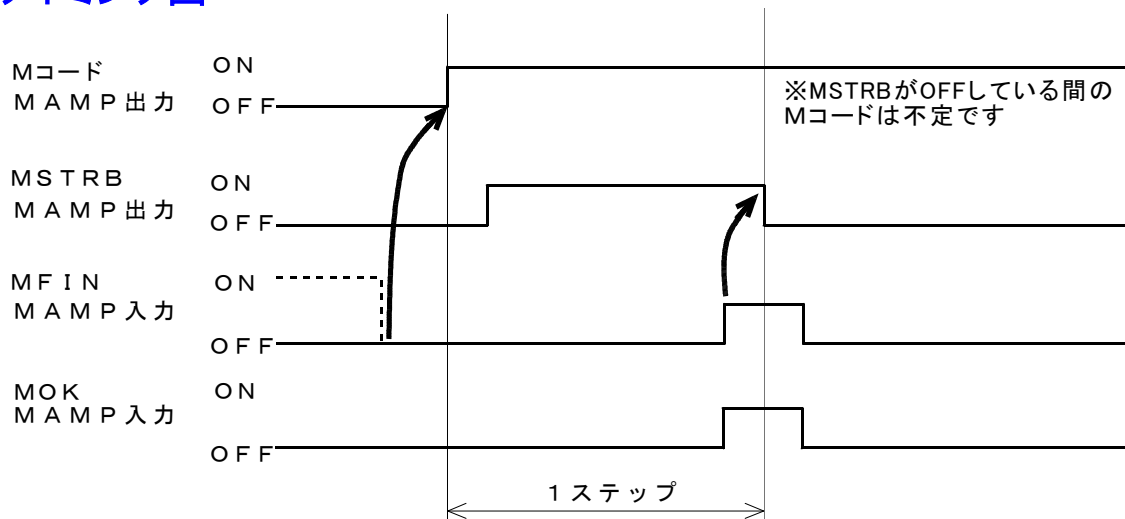 Mコード
MAMP出力
ON
OFF
※MSTRBがOFFしている間の
Mコードは不定です
MSTRB
MAMP出力
ON
OFF
MFIN
MAMP入力
ON
OFF
MOK
MAMP入力
ON
OFF
1ステップ